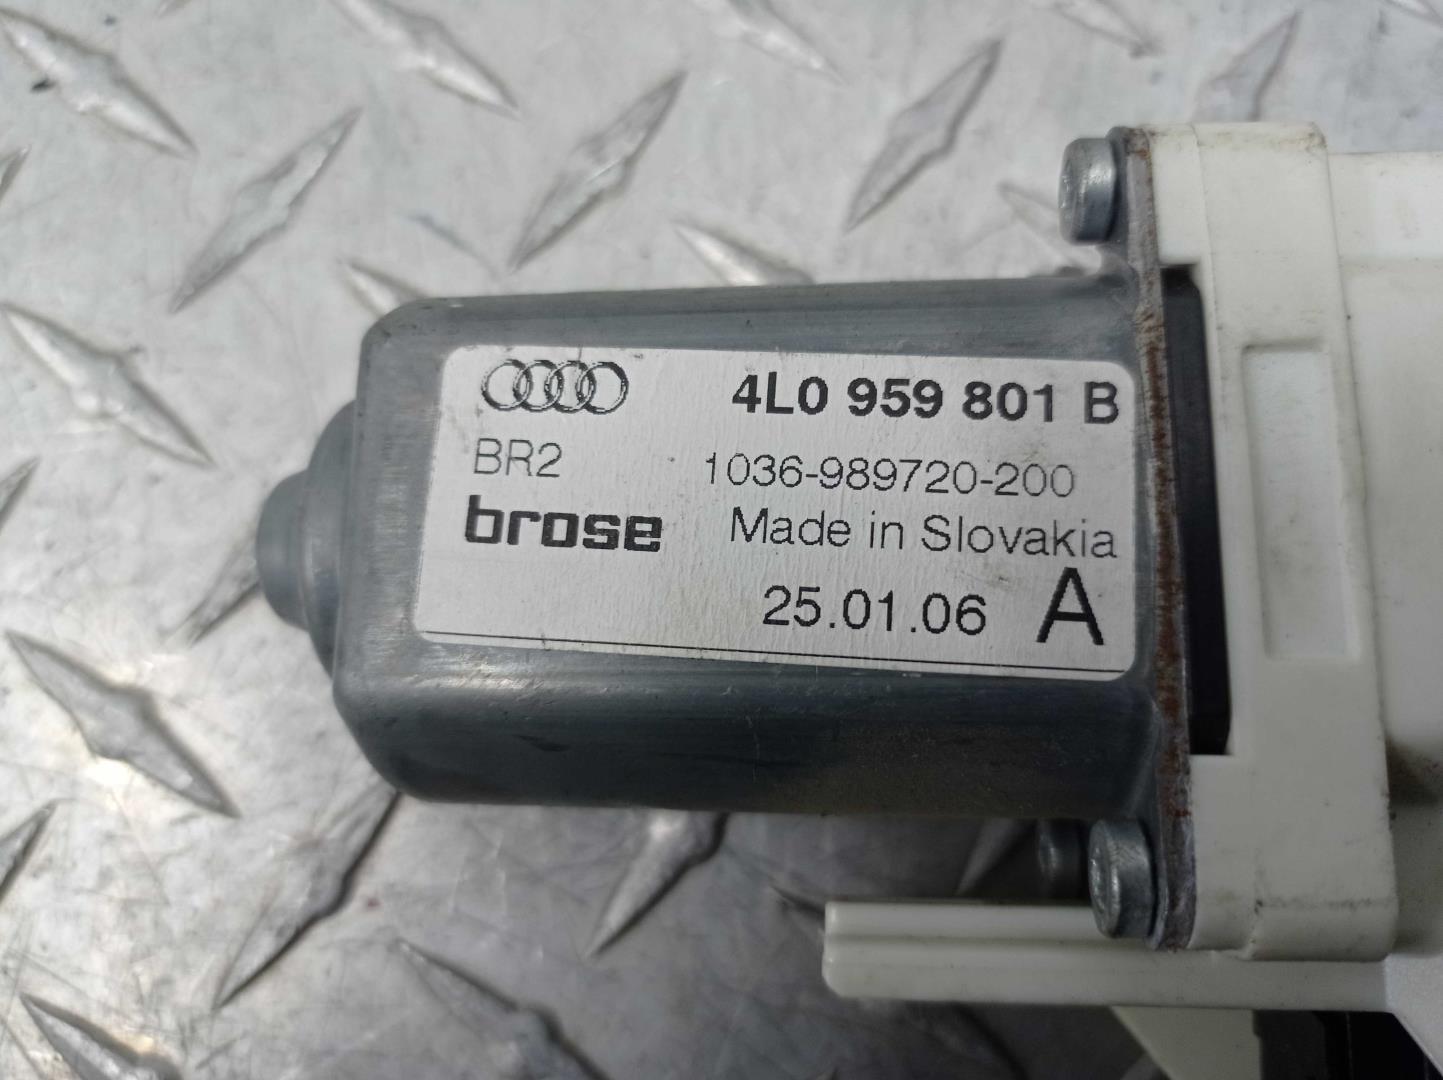 4L0 959 801 B
BR2 1036-989720-200
brose Made in Slovakia
25.01.06 A